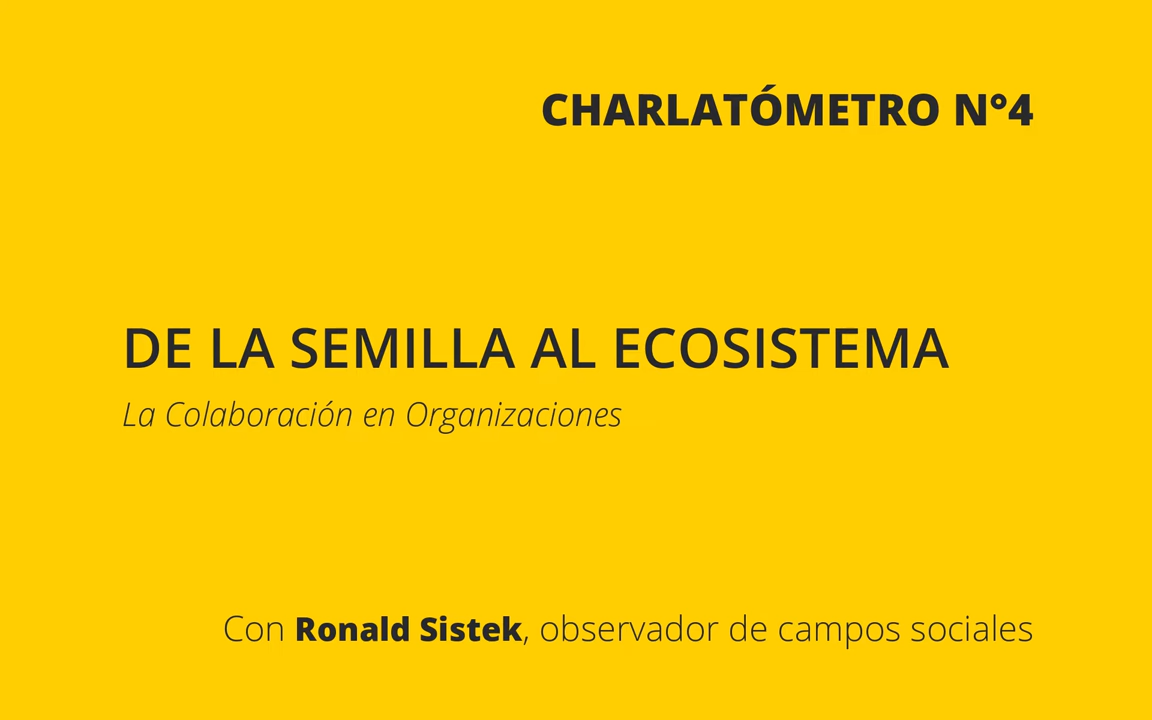 CHARLATÓMETRO N°4
DE LA SEMILLA AL ECOSISTEMA
La Colaboración en Organizaciones
Con Ronald Sistek, observador de campos sociales